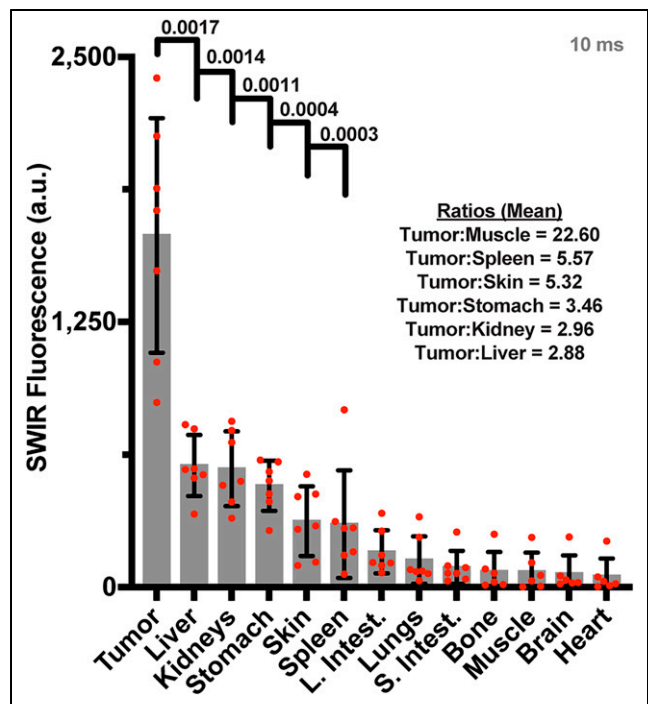 0.0017
10 ms
2,500
0.0014
0.0011
0.0004
0.0003
Ratios (Mean)
Tumor:Muscle = 22.60
Tumor:Spleen = 5.57
Tumor:Skin = 5.32
Tumor:Stomach = 3.46
Tumor:Kidney = 2.96
Tumor:Liver = 2.88
1,250
0
SWIR Fluorescence (a.u.)
Tumor
Liver
Kidneys
Stomach
Skin
Spleen
L. Intest.
Lungs
S. Intest.
Bone
Muscle
Brain
Heart